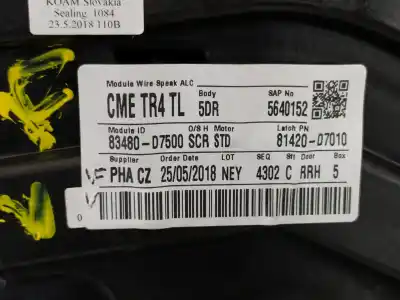 KOAM Slovakia
Sealing 1084
23.5.2018 110B
Module Wire Speak ALC Body SAP No
CME TR4 TL 5DR 5640152
Module ID O/S H Motor Latch PN
83480-D7500 SCR STD 81420-D7010
Supplier Order Date LOT SEQ Sts Door Box
PHA CZ 25/05/2018 NEY 4302 C RRH 5
0